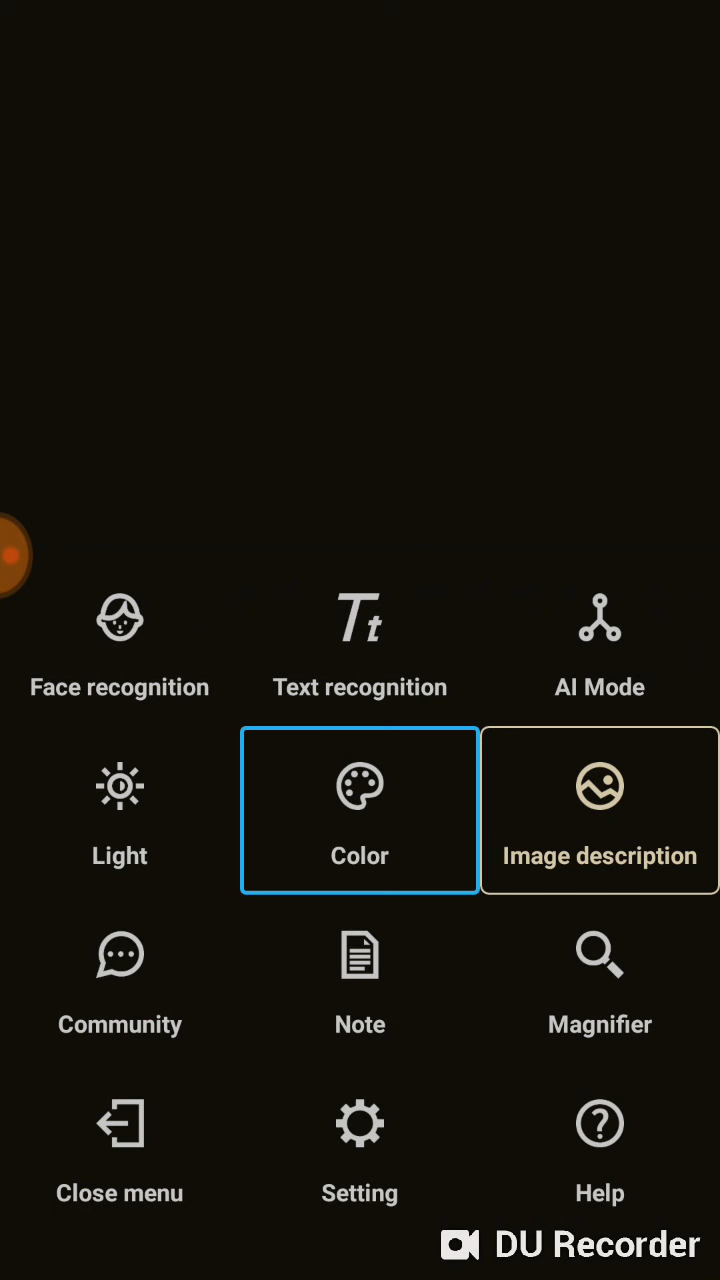 Face recognition
Text recognition
AI Mode
Light
Color
Image description
Community
Note
Magnifier
Close menu
Setting
Help
DU Recorder